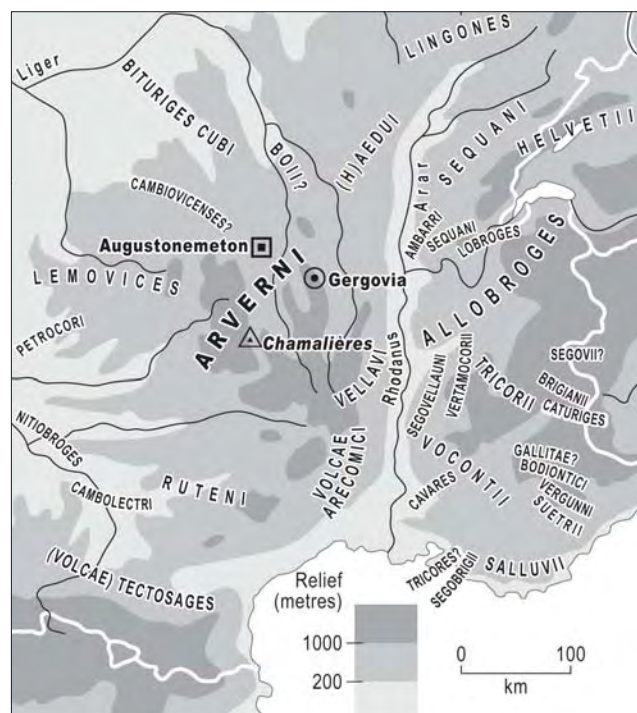 LINGONES
Liger
BITURIGES CUBI
BOII?
(H)AEDUI
SEQUANI
HELVETII
Arar
CAMBIOVICENSES?
AMBARRI
SEQUANI
LOBROGES
Augustonemeton
LEMOVICES
ARVERNI
Gergovia
ALLOBROGES
PETROCORI
Chamalières
VELLAVI
Rhodanus
SEGOVELLAUNI
VERTAMOCORII
TRICORII
SEGOVII?
BRIGIANII
CATURIGES
NITIOBROGES
CAMBOLECTRI
RUTENI
VOLCAE
ARECOMICI
VOCONTII
CAVARES
GALLITAE?
BODIONTICI
VERGUNNI
SUETRII
(VOLCAE) TECTOSAGES
TRICORES?
SEGOBRIGII
SALLUVII
Relief
(metres)
1000
200
0 100
km